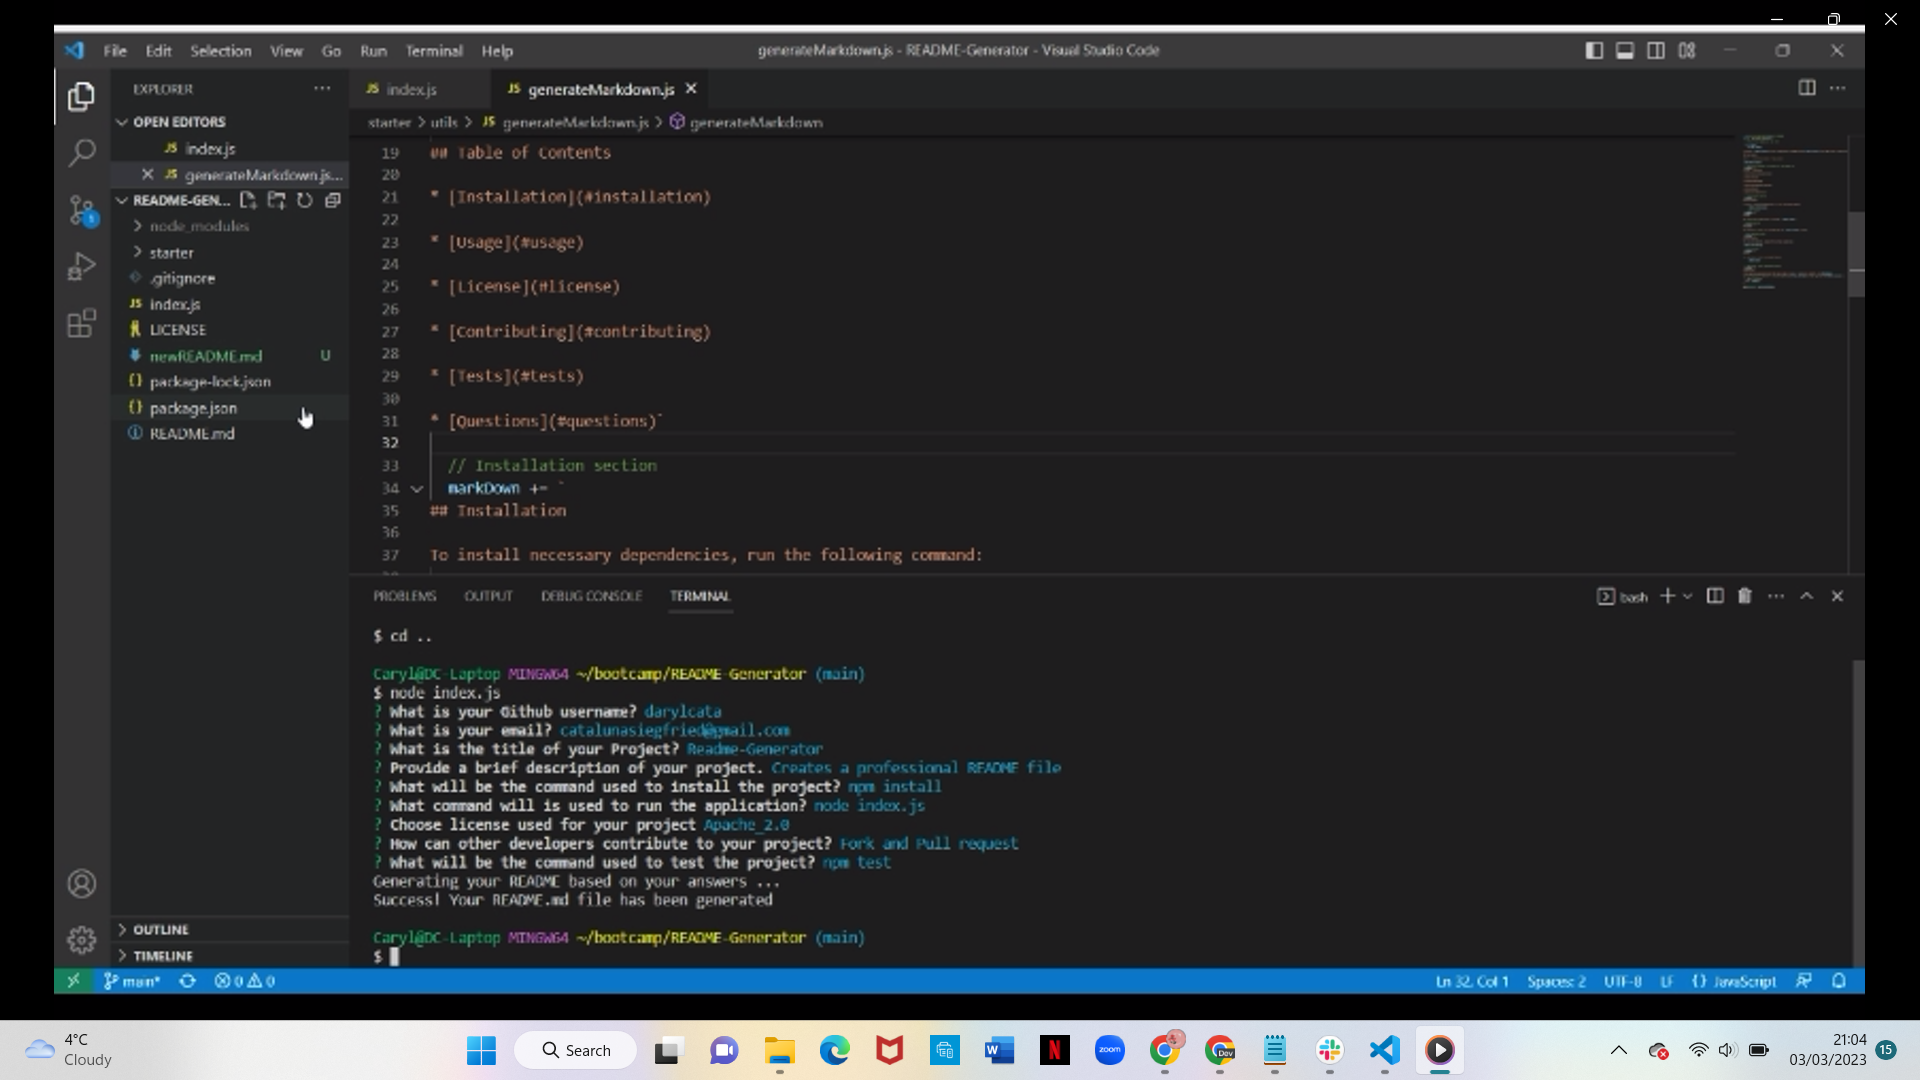 File Edit Selection View Go Run Terminal Help
generateMarkdown.js - README-Generator - Visual Studio Code
EXPLORER
OPEN EDITORS
JS index.js
JS generateMarkdown.js...
README-GEN...
node_modules
starter
.gitignore
JS index.js
LICENSE
newREADME.md U
{} package-lock.json
{} package.json
README.md
OUTLINE
TIMELINE
JS index.js
JS generateMarkdown.js
starter > utils > JS generateMarkdown.js > generateMarkdown
19 ## Table of Contents
20
21 * [Installation](#installation)
22
23 * [Usage](#usage)
24
25 * [License](#license)
26
27 * [Contributing](#contributing)
28
29 * [Tests](#tests)
30
31 * [Questions](#questions)`
32
33 // Installation section
34 markDown += `
35 ## Installation
36
37 To install necessary dependencies, run the following command:
PROBLEMS OUTPUT DEBUG CONSOLE TERMINAL
bash
$ cd ..
Caryl@DC-Laptop MINGW64 ~/bootcamp/README-Generator (main)
$ node index.js
? What is your Github username? darylcata
? What is your email? catalunasiegfried@gmail.com
? What is the title of your Project? Readme-Generator
? Provide a brief description of your project. Creates a professional README file
? What will be the command used to install the project? npm install
? What command will is used to run the application? node index.js
? Choose license used for your project Apache_2.0
? How can other developers contribute to your project? Fork and Pull request
? What will be the command used to test the project? npm test
Generating your README based on your answers ...
Success! Your README.md file has been generated
Caryl@DC-Laptop MINGW64 ~/bootcamp/README-Generator (main)
$
main* 0 0
Ln 32, Col 1 Spaces: 2 UTF-8 LF {} JavaScript
4°C
Cloudy
Search
W
N
zoom
Dev
21:04
03/03/2023
15